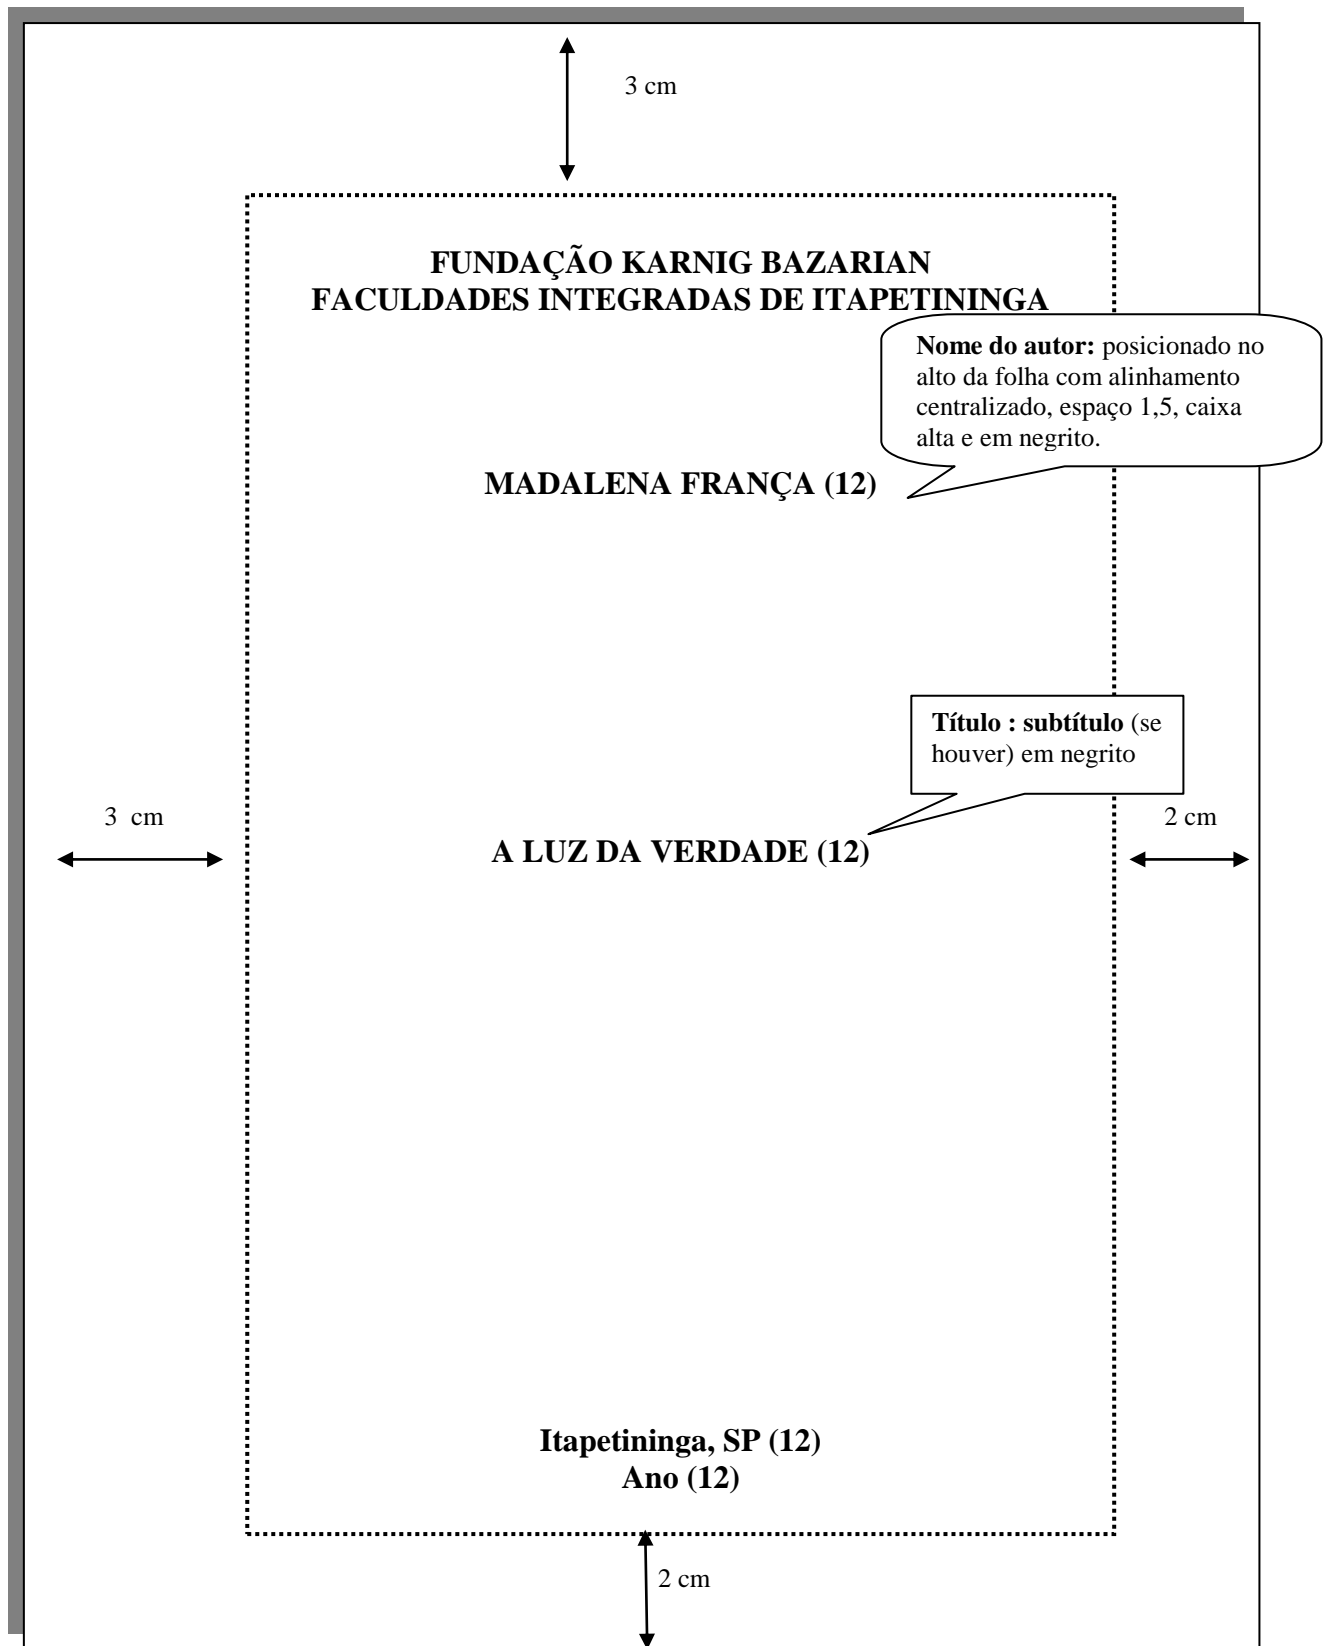 3 cm
FUNDAÇÃO KARNIG BAZARIAN
FACULDADES INTEGRADAS DE ITAPETININGA
Nome do autor: posicionado no
alto da folha com alinhamento
centralizado, espaço 1,5, caixa
alta e em negrito.
MADALENA FRANÇA (12)
Título : subtítulo (se
houver) em negrito
3 cm
2 cm
A LUZ DA VERDADE (12)
Itapetininga, SP (12)
Ano (12)
2 cm